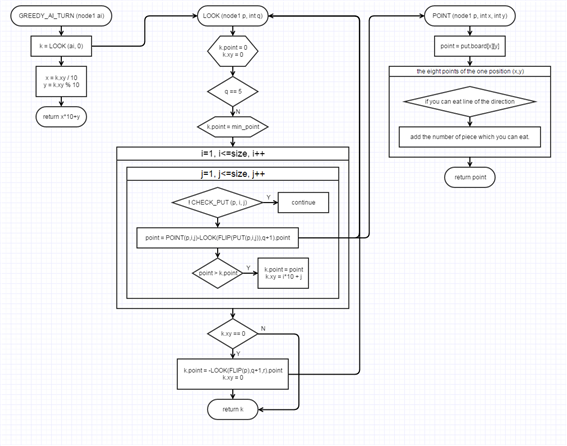 GREEDY_AI_TURN (node1 ai)
k = LOOK (ai, 0)
x = k.xy / 10
y = k.xy % 10
return x*10+y
LOOK (node1 p, int q)
k.point = 0
k.xy = 0
q == 5
N
k.point = min_point
i=1, i<=size, i++
j=1, j<=size, j++
! CHECK_PUT (p, i, j)
Y
continue
point = POINT(p,i,j)-LOOK(FLIP(PUT(p,i,j)),q+1).point
point > k.point
Y
k.point = point
k.xy = i*10 + j
k.xy == 0
N
Y
k.point = -LOOK(FLIP(p),q+1,r).point
k.xy = 0
return k
POINT (node1 p, int x, int y)
point = put.board[x][y]
the eight points of the one position (x,y)
if you can eat line of the direction
add the number of piece which you can eat.
return point